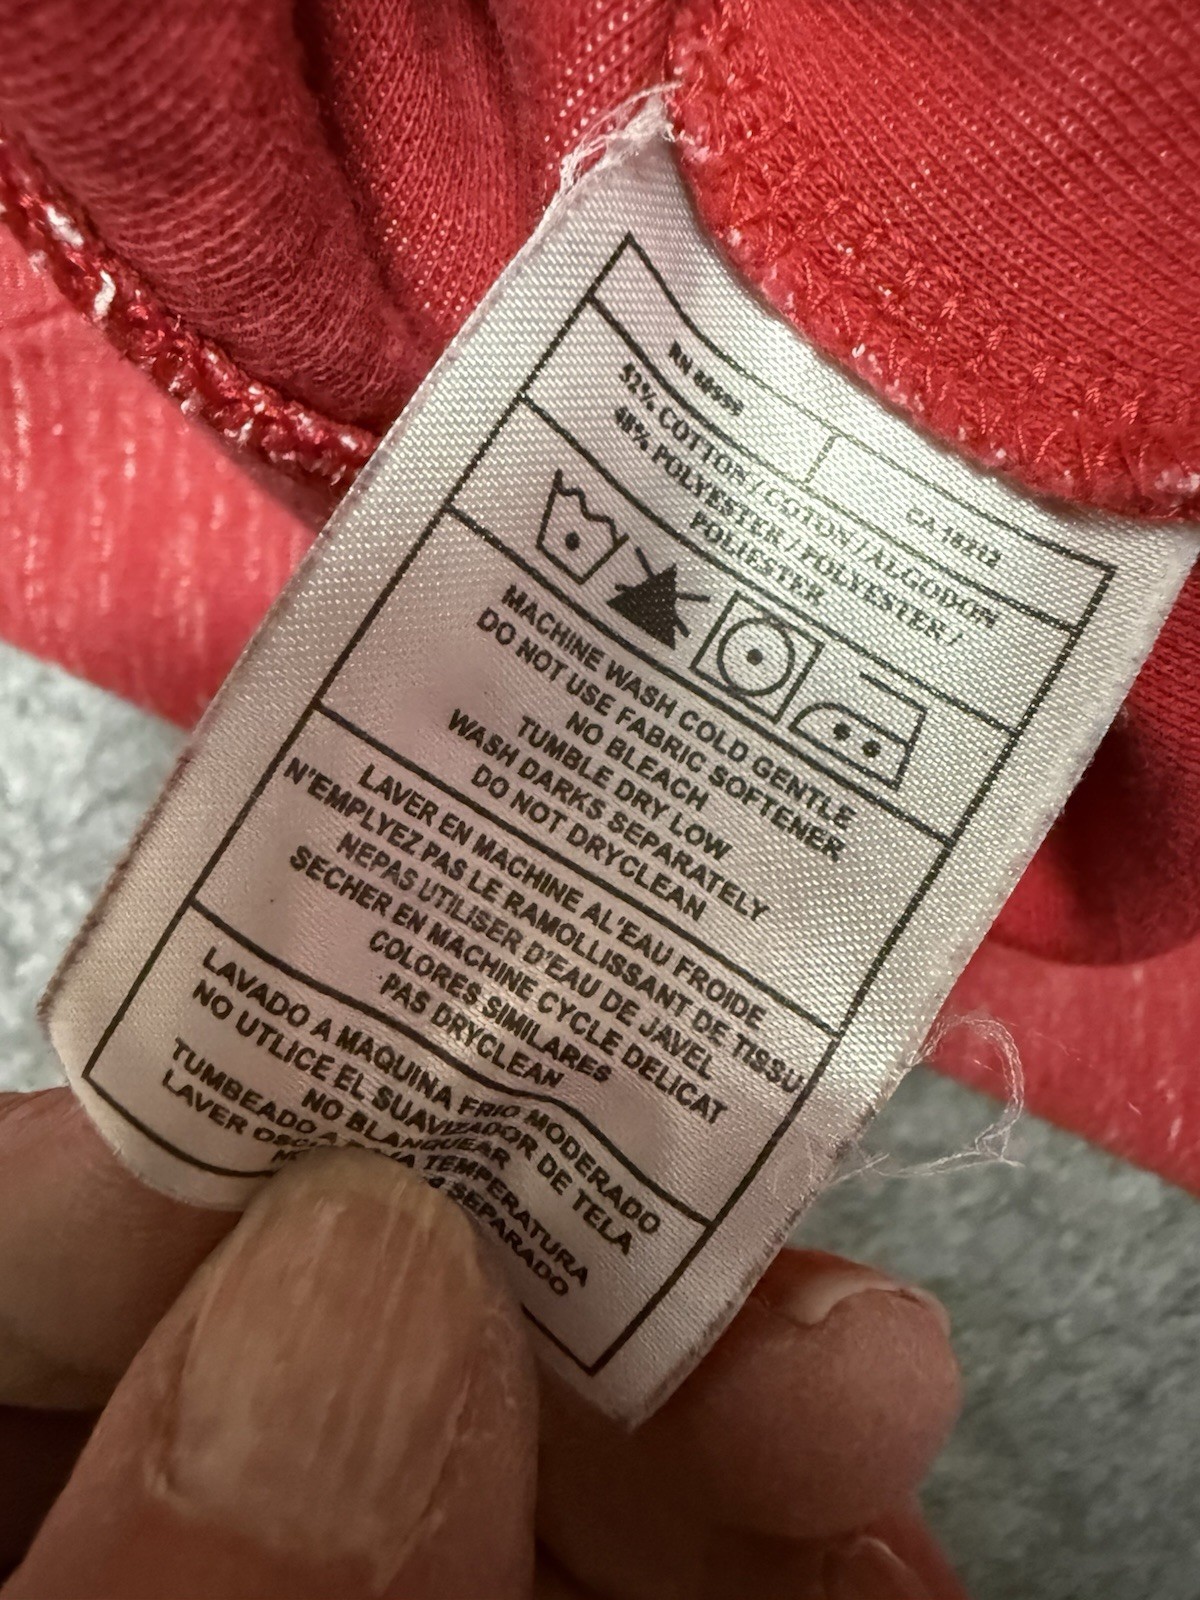 CA 18212
52% COTTON / COTON / ALGODON
48% POLYESTER / POLYESTER /
POLIESTER
MACHINE WASH COLD GENTLE
DO NOT USE FABRIC SOFTENER
NO BLEACH
TUMBLE DRY LOW
WASH DARKS SEPARATELY
DO NOT DRYCLEAN
LAVER EN MACHINE AL'EAU FROIDE
N'EMPLYEZ PAS LE RAMOLLISSANT DE TISSU
NEPAS UTILISER D'EAU DE JAVEL
SECHER EN MACHINE CYCLE DELICAT
COLORES SIMILARES
PAS DRYCLEAN
LAVADO A MAQUINA FRIO MODERADO
NO UTLICE EL SUAVIZADOR DE TELA
NO BLANQUEAR
TUMBEADO A TEMPERATURA
LAVER SEPARADO